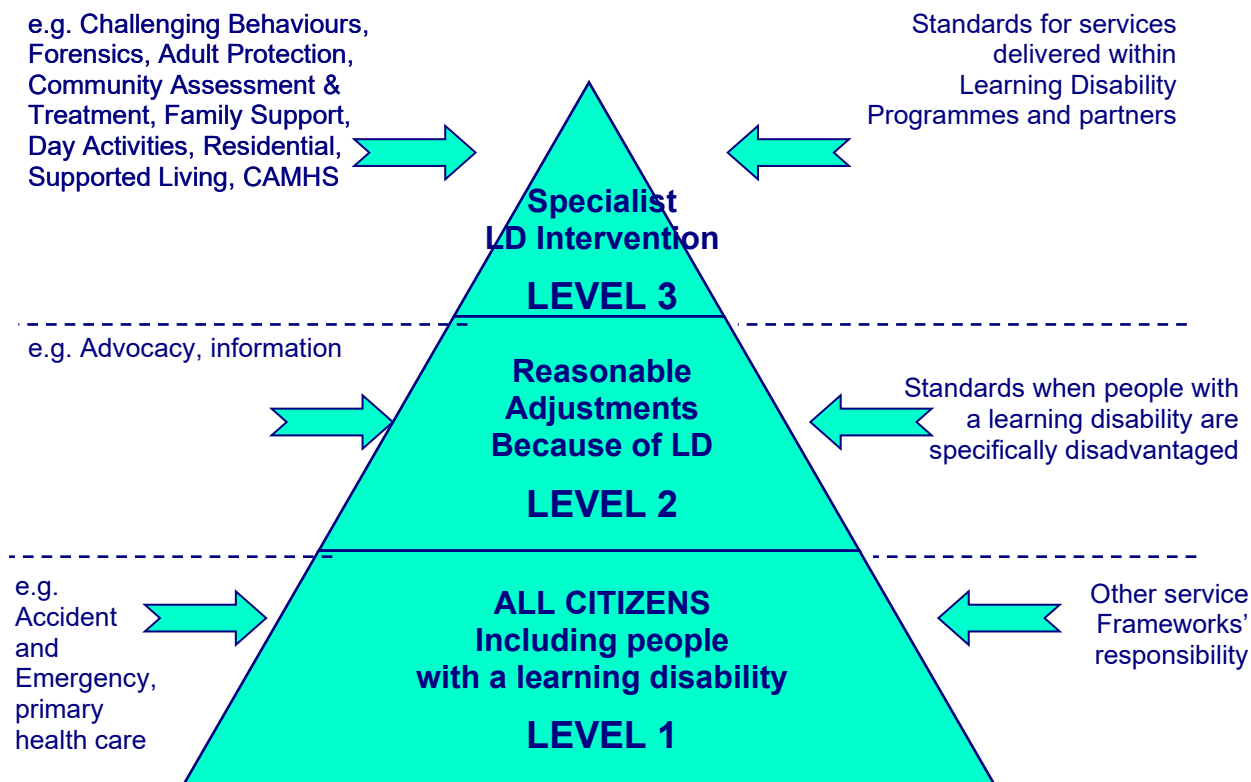 e.g. Challenging Behaviours,
Forensics, Adult Protection,
Community Assessment &
Treatment, Family Support,
Day Activities, Residential,
Supported Living, CAMHS
Standards for services
delivered within
Learning Disability
Programmes and partners
Specialist
LD Intervention
LEVEL 3
e.g. Advocacy, information
Reasonable
Adjustments
Because of LD
LEVEL 2
Standards when people with
a learning disability are
specifically disadvantaged
e.g.
Accident
and
Emergency,
primary
health care
ALL CITIZENS
Including people
with a learning disability
LEVEL 1
Other service
Frameworks’
responsibility